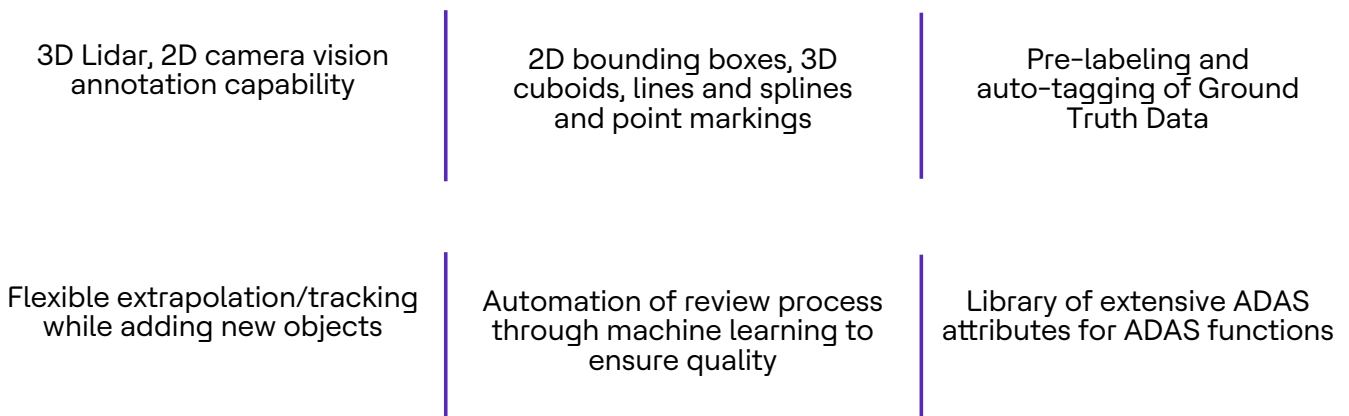 3D Lidar, 2D camera vision
annotation capability
2D bounding boxes, 3D
cuboids, lines and splines
and point markings
Pre-labeling and
auto-tagging of Ground
Truth Data
Flexible extrapolation/tracking
while adding new objects
Automation of review process
through machine learning to
ensure quality
Library of extensive ADAS
attributes for ADAS functions